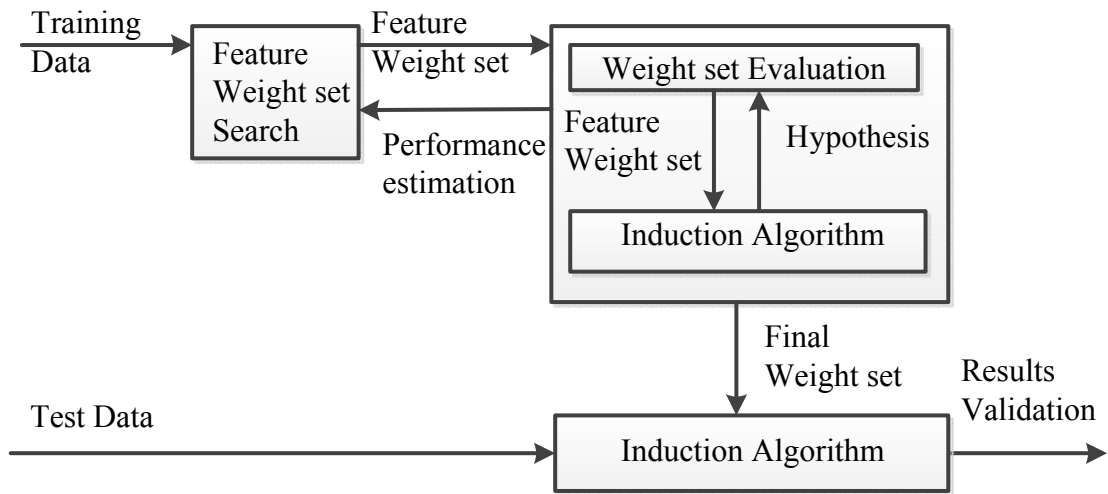 Training
Data
Feature
Weight set
Search
Feature
Weight set
Performance
estimation
Weight set Evaluation
Feature
Weight set
Hypothesis
Induction Algorithm
Final
Weight set
Test Data
Induction Algorithm
Results
Validation